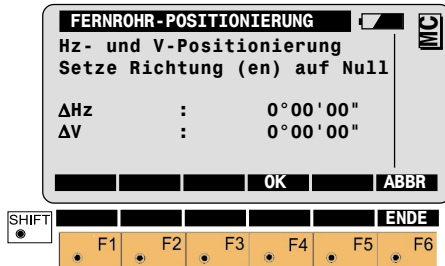 FERNROHR-POSITIONIERUNG
MC
Hz- und V-Positionierung
Setze Richtung (en) auf Null
ΔHz : 0°00'00"
ΔV : 0°00'00"
OK ABBR
SHIFT ENDE
F1 F2 F3 F4 F5 F6